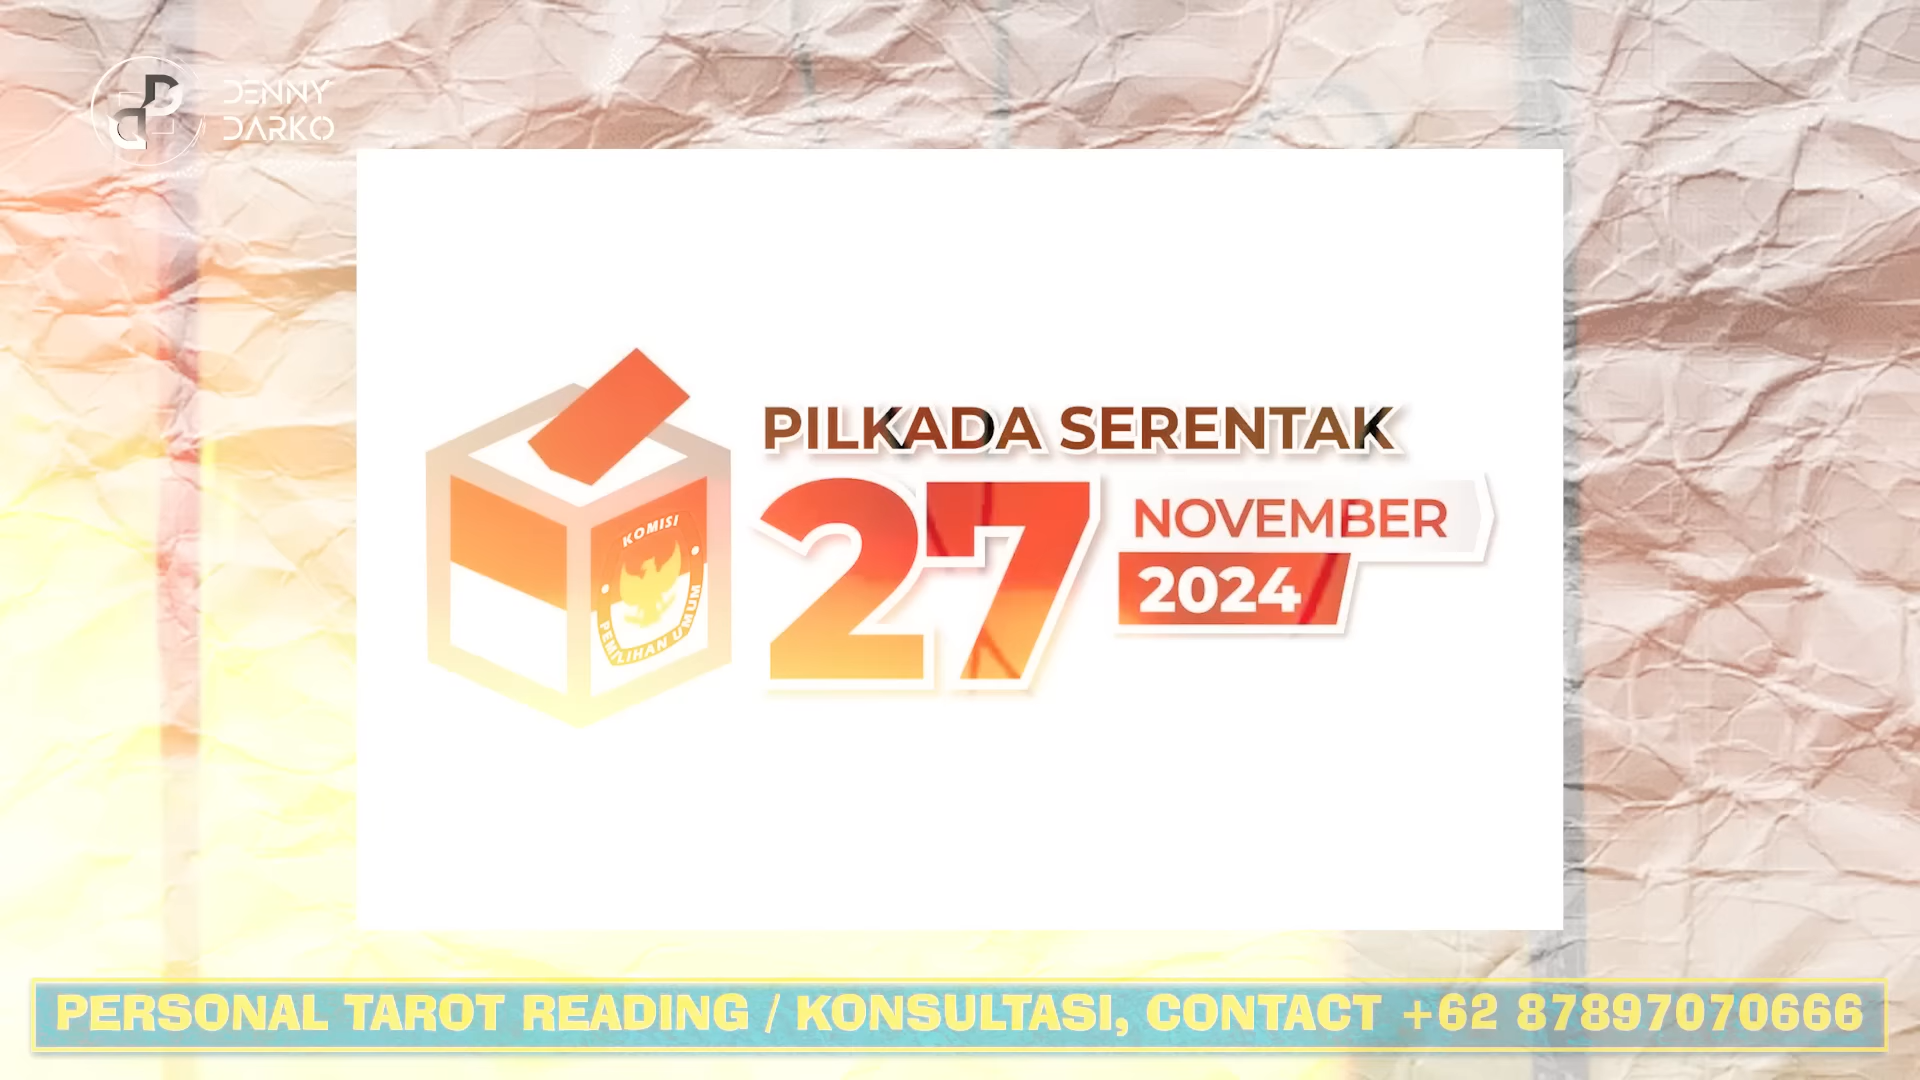 DENNY
DARKO
PILKADA SERENTAK
27
NOVEMBER
2024
KOMISI
PEMILIHAN UMUM
PERSONAL TAROT READING / KONSULTASI, CONTACT +62 87897070666